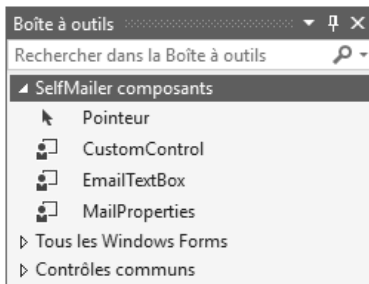 Boîte à outils
Rechercher dans la Boîte à outils
SelfMailer composants
Pointeur
CustomControl
EmailTextBox
MailProperties
Tous les Windows Forms
Contrôles communs